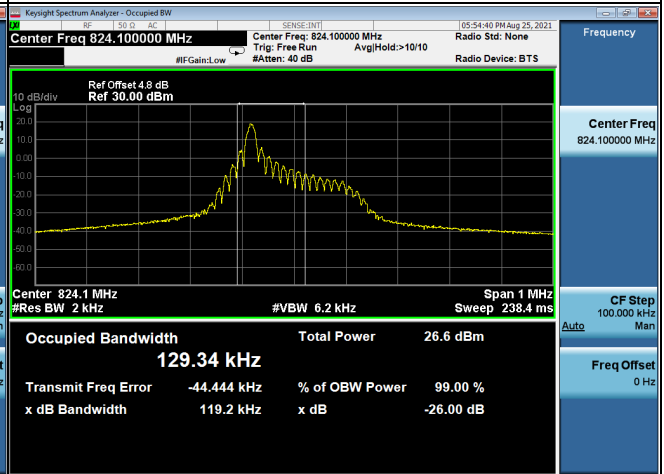 Keysight Spectrum Analyzer - Occupied BW
LXI RF 50 Ω AC SENSE:INT 05:54:40 PM Aug 25, 2021
Center Freq 824.100000 MHz
Center Freq: 824.100000 MHz
Radio Std: None
Trig: Free Run Avg|Hold:>10/10
#IFGain:Low #Atten: 40 dB Radio Device: BTS
Frequency
Ref Offset 4.8 dB
10 dB/div Ref 30.00 dBm
Log
20.0
10.0
0.00
-10.0
-20.0
-30.0
-40.0
-50.0
-60.0
Center Freq
824.100000 MHz
Center 824.1 MHz Span 1 MHz
#Res BW 2 kHz #VBW 6.2 kHz Sweep 238.4 ms
CF Step
100.000 kHz
Auto Man
Occupied Bandwidth Total Power 26.6 dBm
129.34 kHz
Transmit Freq Error -44.444 kHz % of OBW Power 99.00 %
x dB Bandwidth 119.2 kHz x dB -26.00 dB
Freq Offset
0 Hz